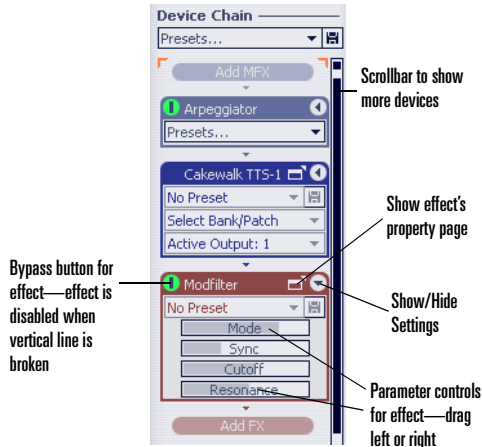 Device Chain
Presets...
Add MFX
Scrollbar to show
more devices
Arpeggiator
Presets...
Cakewalk TTS-1
No Preset
Select Bank/Patch
Active Output: 1
Show effect's
property page
Bypass button for
effect—effect is
disabled when
vertical line is
broken
Modfilter
No Preset
Show/Hide
Settings
Mode
Sync
Cutoff
Resonance
Parameter controls
for effect—drag
left or right
Add FX